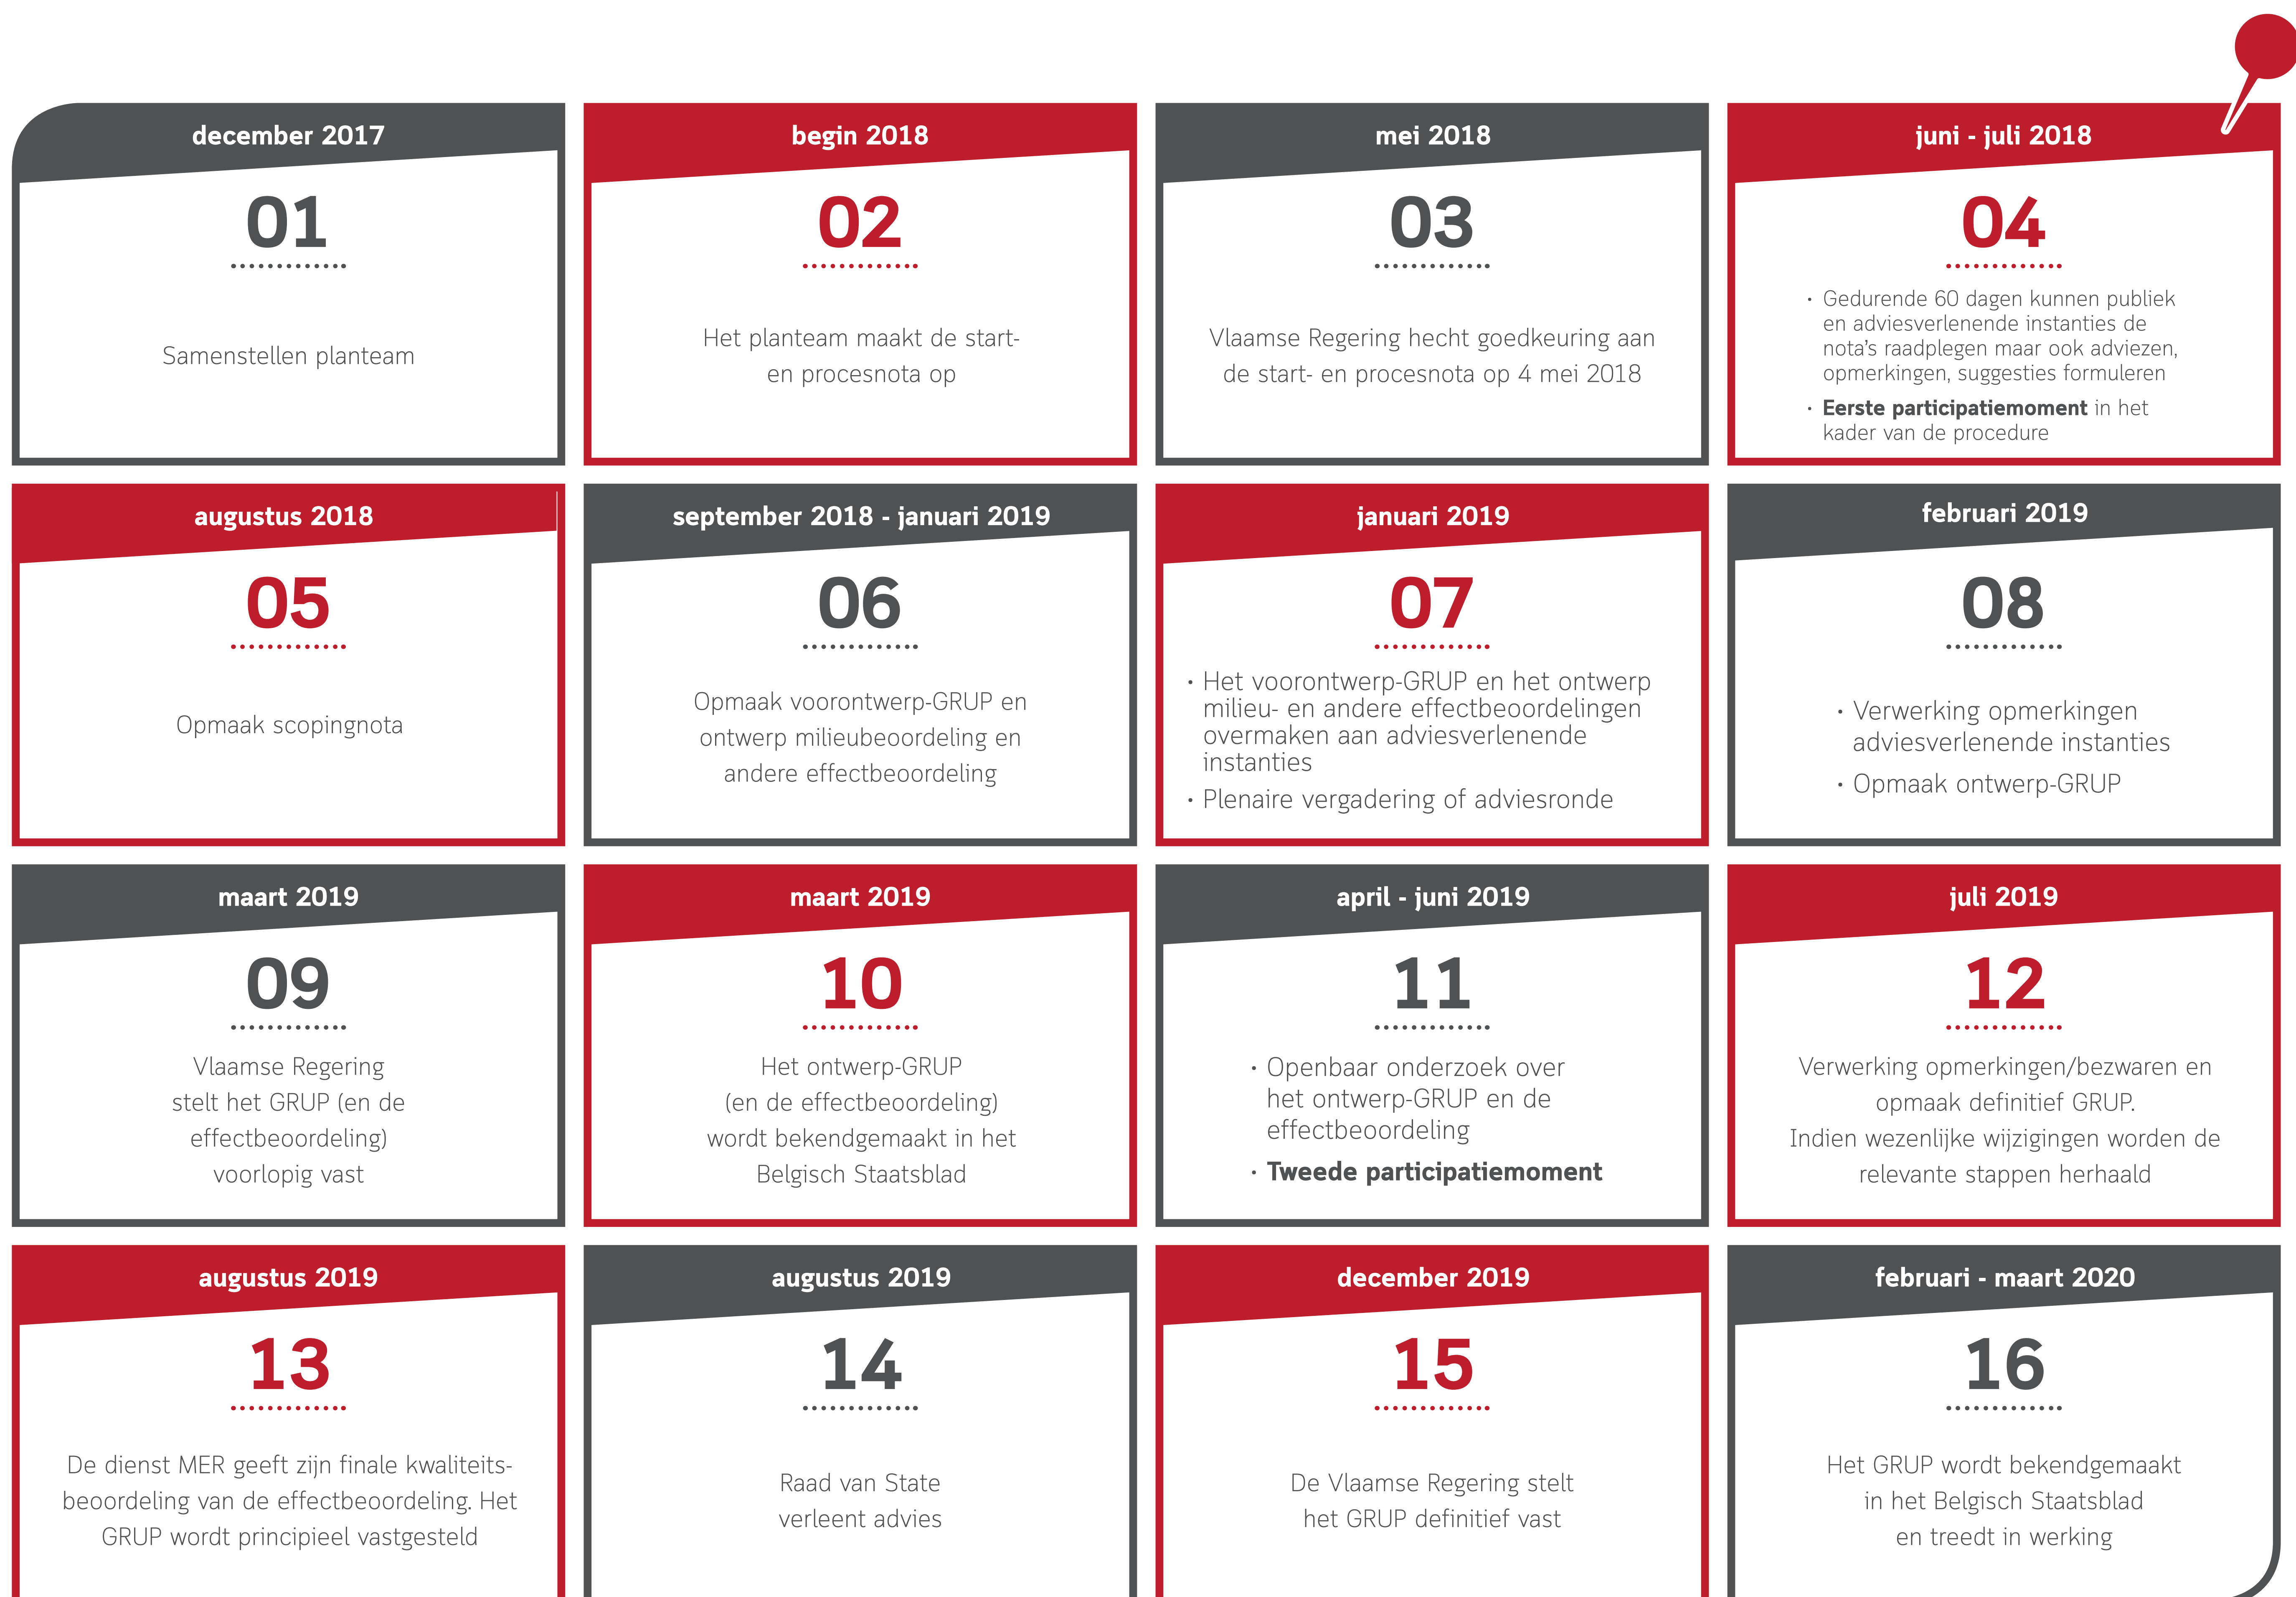 december 2017
01
Samenstellen planteam
begin 2018
02
Het planteam maakt de start-
en procesnota op
mei 2018
03
Vlaamse Regering hecht goedkeuring aan
de start- en procesnota op 4 mei 2018
juni - juli 2018
04
• Gedurende 60 dagen kunnen publiek
en adviesverlenende instanties de
nota's raadplegen maar ook adviezen,
opmerkingen, suggesties formuleren
• Eerste participatiemoment in het
kader van de procedure
augustus 2018
05
Opmaak scopingnota
september 2018 - januari 2019
06
Opmaak voorontwerp-GRUP en
ontwerp milieubeoordeling en
andere effectbeoordeling
januari 2019
07
• Het voorontwerp-GRUP en het ontwerp
milieu- en andere effectbeoordelingen
overmaken aan adviesverlenende
instanties
• Plenaire vergadering of adviesronde
februari 2019
08
• Verwerking opmerkingen
adviesverlenende instanties
• Opmaak ontwerp-GRUP
maart 2019
09
Vlaamse Regering
stelt het GRUP (en de
effectbeoordeling)
voorlopig vast
maart 2019
10
Het ontwerp-GRUP
(en de effectbeoordeling)
wordt bekendgemaakt in het
Belgisch Staatsblad
april - juni 2019
11
• Openbaar onderzoek over
het ontwerp-GRUP en de
effectbeoordeling
• Tweede participatiemoment
juli 2019
12
Verwerking opmerkingen/bezwaren en
opmaak definitief GRUP.
Indien wezenlijke wijzigingen worden de
relevante stappen herhaald
augustus 2019
13
De dienst MER geeft zijn finale kwaliteits-
beoordeling van de effectbeoordeling. Het
GRUP wordt principieel vastgesteld
augustus 2019
14
Raad van State
verleent advies
december 2019
15
De Vlaamse Regering stelt
het GRUP definitief vast
februari - maart 2020
16
Het GRUP wordt bekendgemaakt
in het Belgisch Staatsblad
en treedt in werking